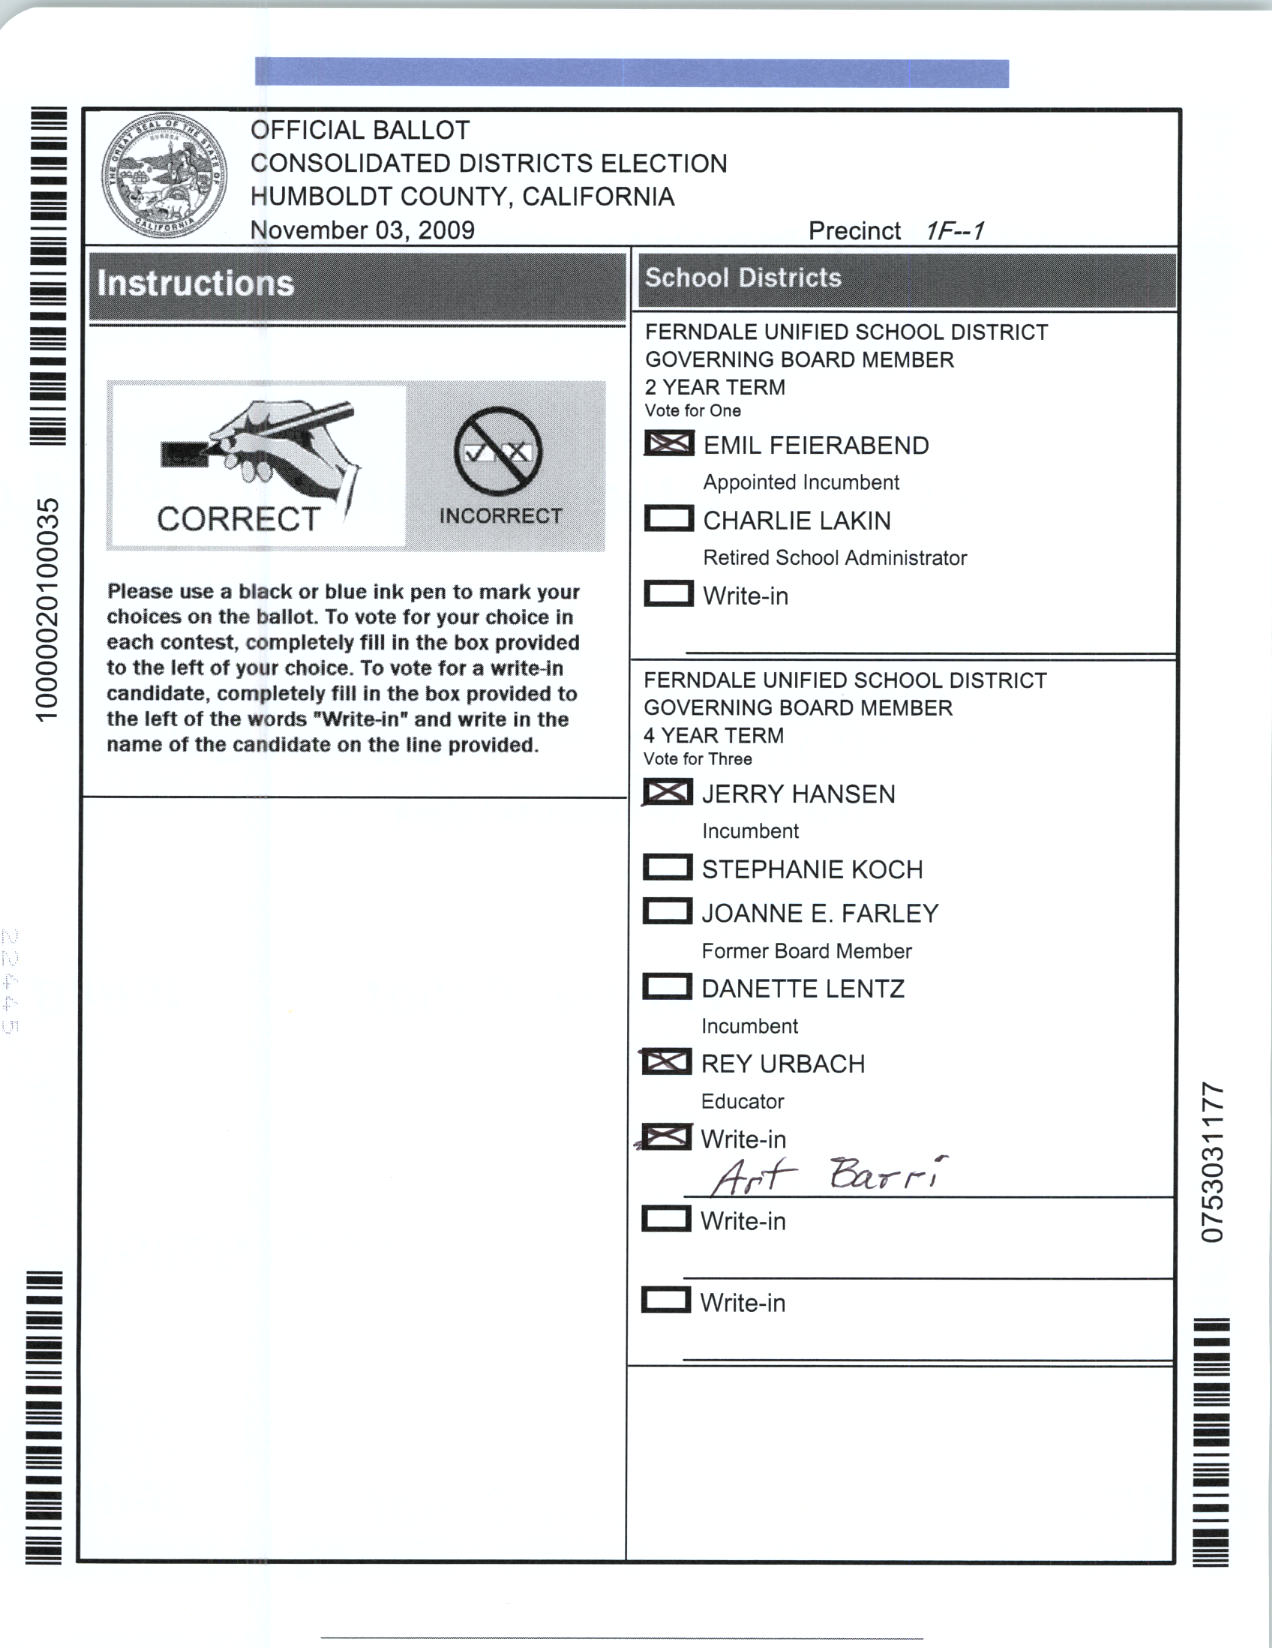 OFFICIAL BALLOT
CONSOLIDATED DISTRICTS ELECTION
HUMBOLDT COUNTY, CALIFORNIA
November 03, 2009 Precinct 1F--1
THE GREAT SEAL OF THE STATE OF CALIFORNIA
EUREKA
Instructions
CORRECT
INCORRECT
Please use a black or blue ink pen to mark your
choices on the ballot. To vote for your choice in
each contest, completely fill in the box provided
to the left of your choice. To vote for a write-in
candidate, completely fill in the box provided to
the left of the words "Write-in" and write in the
name of the candidate on the line provided.
School Districts
FERNDALE UNIFIED SCHOOL DISTRICT
GOVERNING BOARD MEMBER
2 YEAR TERM
Vote for One
EMIL FEIERABEND
Appointed Incumbent
CHARLIE LAKIN
Retired School Administrator
Write-in
FERNDALE UNIFIED SCHOOL DISTRICT
GOVERNING BOARD MEMBER
4 YEAR TERM
Vote for Three
JERRY HANSEN
Incumbent
STEPHANIE KOCH
JOANNE E. FARLEY
Former Board Member
DANETTE LENTZ
Incumbent
REY URBACH
Educator
Write-in
Art Barri
Write-in
Write-in
10000020100035
22445
0753031177